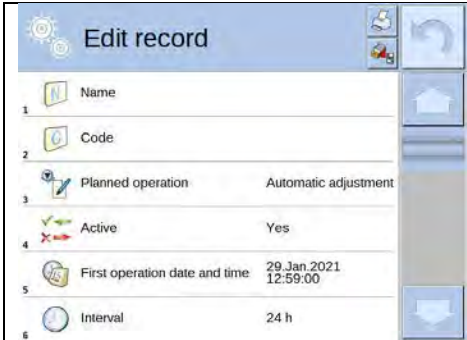 Edit record
1 Name
2 Code
3 Planned operation Automatic adjustment
4 Active Yes
5 First operation date and time 29.Jan.2021
12:59:00
6 Interval 24 h